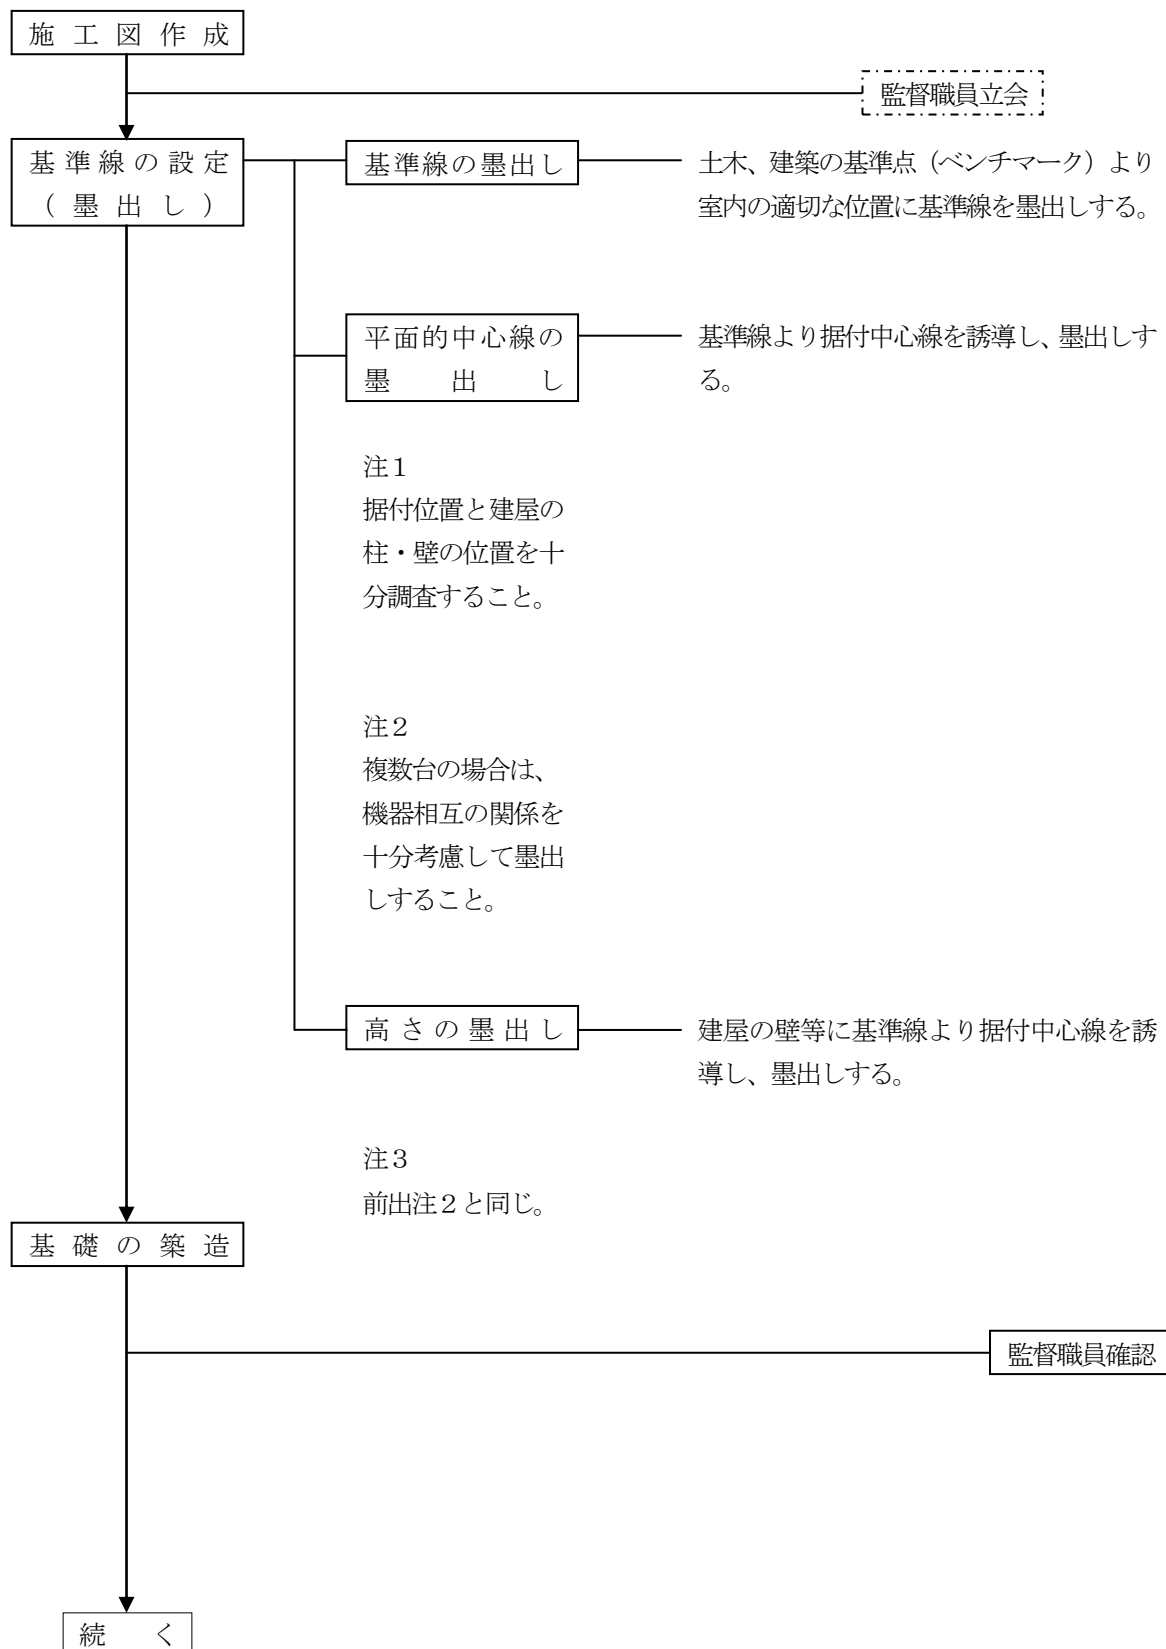 施工図作成
監督職員立会
基準線の設定
（墨出し）
基準線の墨出し
土木、建築の基準点（ベンチマーク）より
室内の適切な位置に基準線を墨出しする。
平面的中心線の
墨出し
基準線より据付中心線を誘導し、墨出しす
る。
注１
据付位置と建屋の
柱・壁の位置を十
分調査すること。
注２
複数台の場合は、
機器相互の関係を
十分考慮して墨出
しすること。
高さの墨出し
建屋の壁等に基準線より据付中心線を誘
導し、墨出しする。
注３
前出注２と同じ。
基礎の築造
監督職員確認
続く